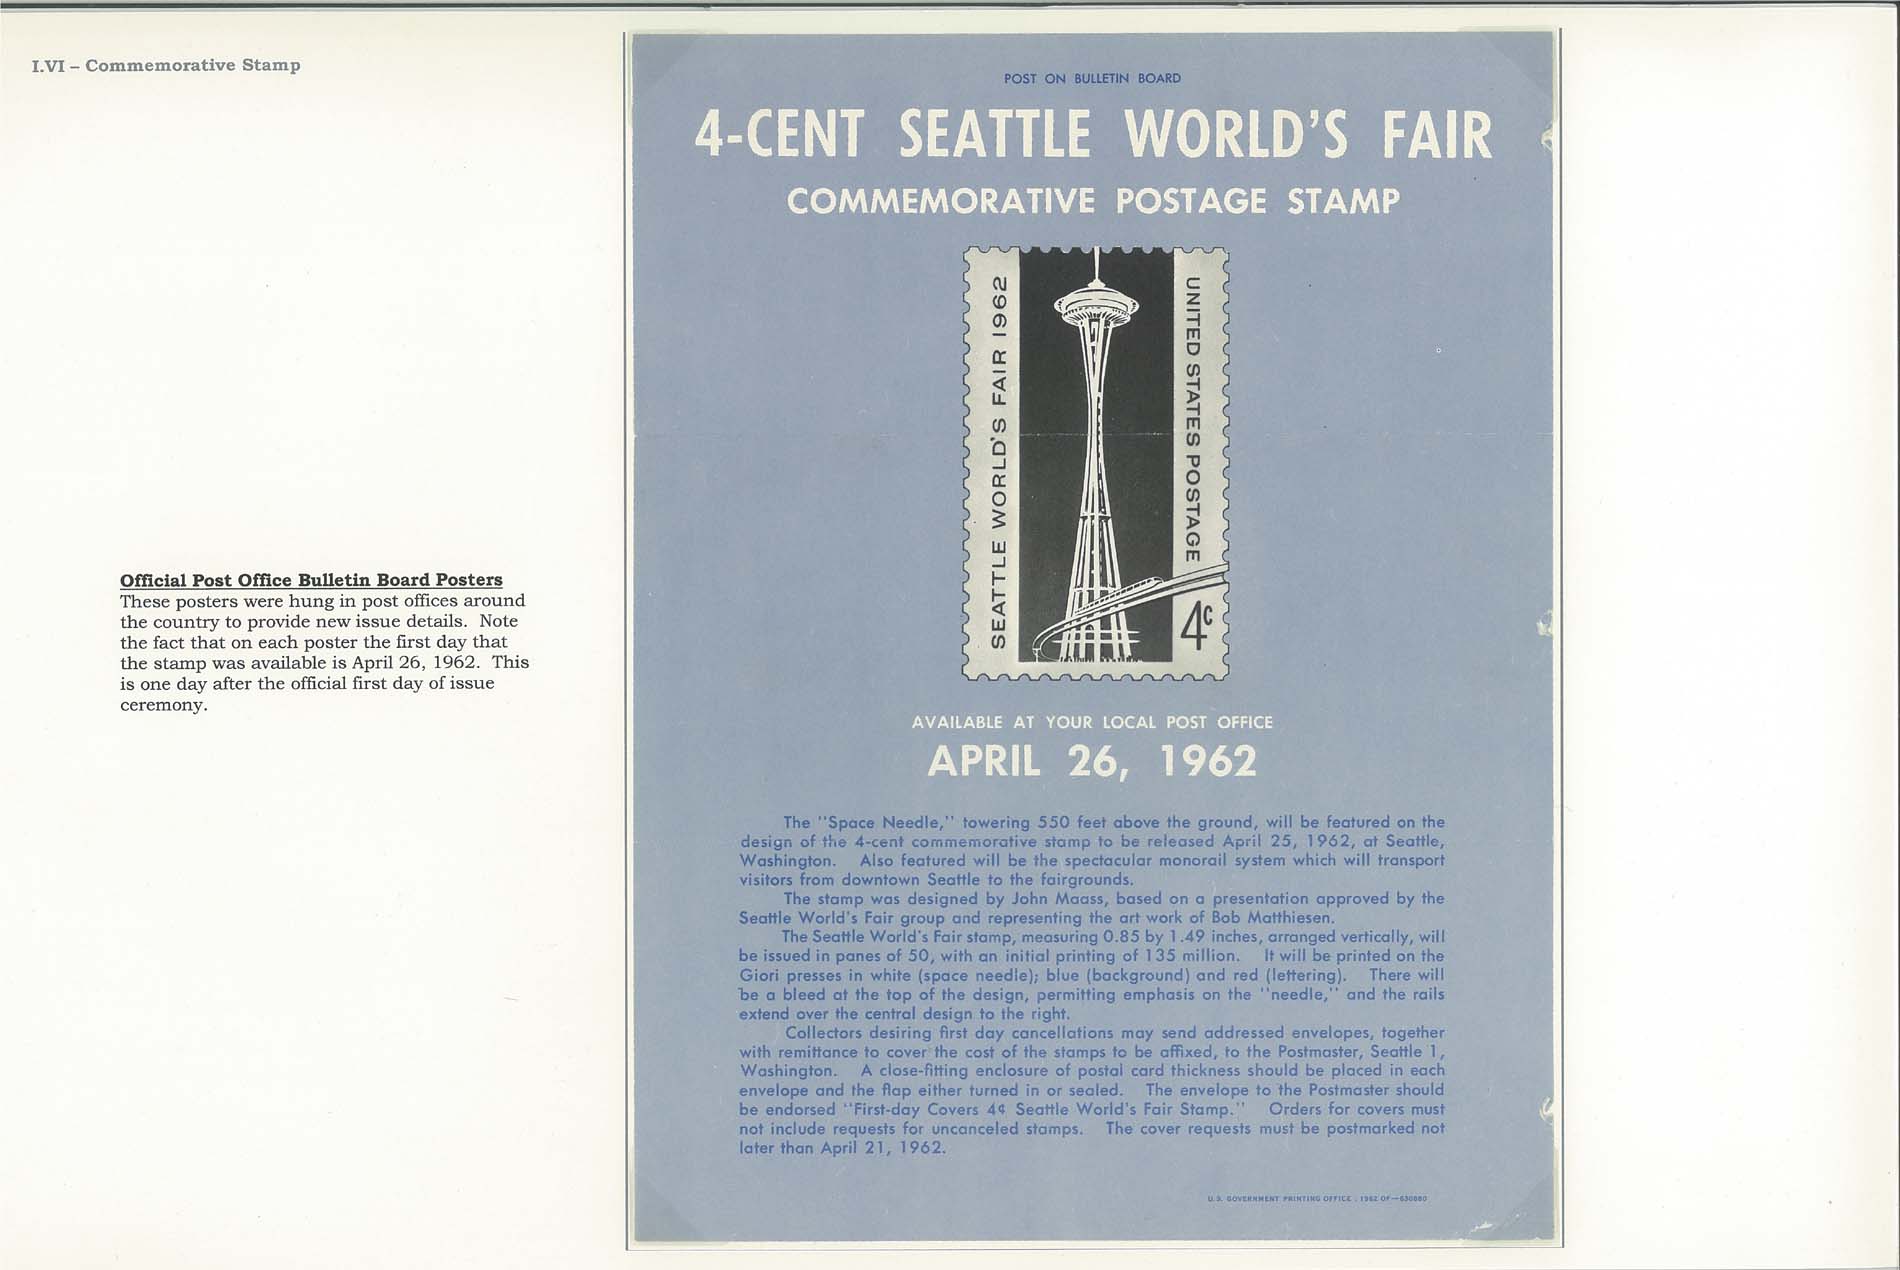 I.VI – Commemorative Stamp
Official Post Office Bulletin Board Posters
These posters were hung in post offices around
the country to provide new issue details.  Note
the fact that on each poster the first day that
the stamp was available is April 26, 1962.  This
is one day after the official first day of issue
ceremony.
POST ON BULLETIN BOARD
4-CENT SEATTLE WORLD'S FAIR
COMMEMORATIVE POSTAGE STAMP
SEATTLE WORLD'S FAIR 1962
UNITED STATES POSTAGE
4c
AVAILABLE AT YOUR LOCAL POST OFFICE
APRIL 26, 1962
The "Space Needle," towering 550 feet above the ground, will be featured on the
design of the 4-cent commemorative stamp to be released April 25, 1962, at Seattle,
Washington.  Also featured will be the spectacular monorail system which will transport
visitors from downtown Seattle to the fairgrounds.
The stamp was designed by John Maass, based on a presentation approved by the
Seattle World's Fair group and representing the art work of Bob Matthiesen.
The Seattle World's Fair stamp, measuring 0.85 by 1.49 inches, arranged vertically, will
be issued in panes of 50, with an initial printing of 135 million.  It will be printed on the
Giori presses in white (space needle); blue (background) and red (lettering).  There will
be a bleed at the top of the design, permitting emphasis on the "needle," and the rails
extend over the central design to the right.
Collectors desiring first day cancellations may send addressed envelopes, together
with remittance to cover the cost of the stamps to be affixed, to the Postmaster, Seattle 1,
Washington.  A close-fitting enclosure of postal card thickness should be placed in each
envelope and the flap either turned in or sealed.  The envelope to the Postmaster should
be endorsed "First-day Covers 4¢ Seattle World's Fair Stamp."  Orders for covers must
not include requests for uncanceled stamps.  The cover requests must be postmarked not
later than April 21, 1962.
U.S. GOVERNMENT PRINTING OFFICE : 1962 OF—630880